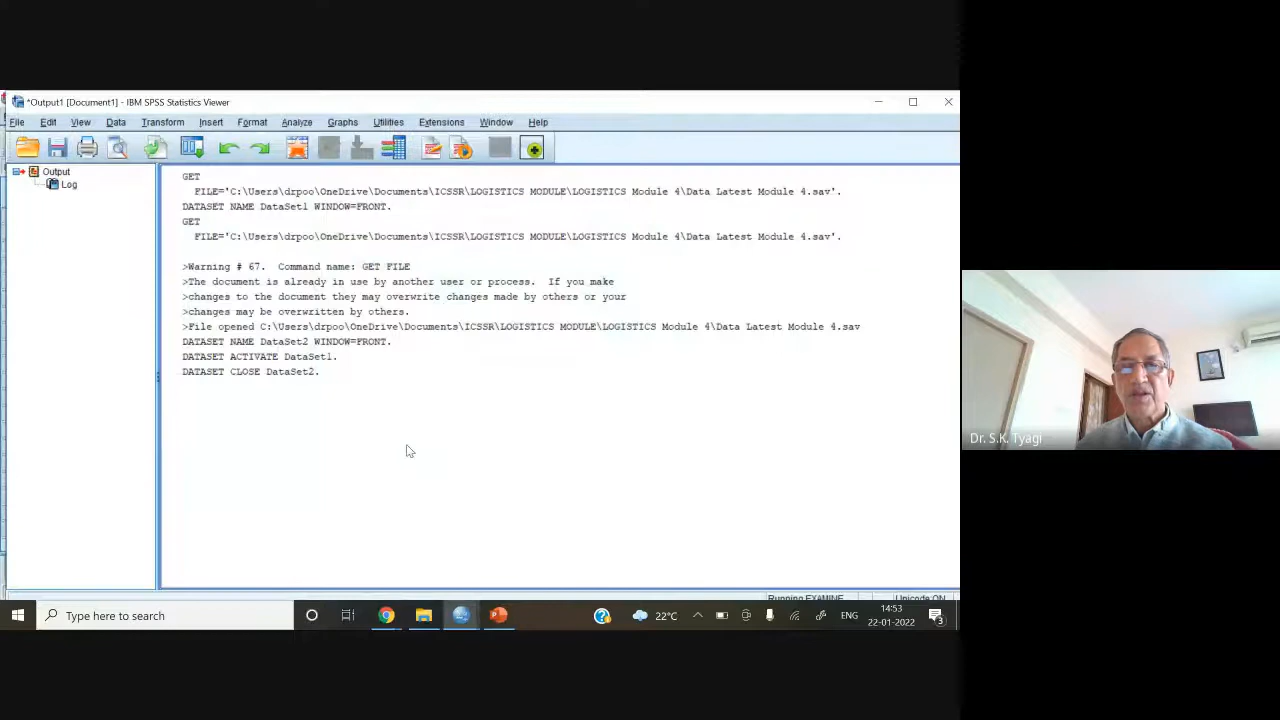 *Output1 [Document1] - IBM SPSS Statistics Viewer
File Edit View Data Transform Insert Format Analyze Graphs Utilities Extensions Window Help
Output
Log
GET
FILE='C:\Users\drpoo\OneDrive\Documents\ICSSR\LOGISTICS MODULE\LOGISTICS Module 4\Data Latest Module 4.sav'.
DATASET NAME DataSet1 WINDOW=FRONT.
GET
FILE='C:\Users\drpoo\OneDrive\Documents\ICSSR\LOGISTICS MODULE\LOGISTICS Module 4\Data Latest Module 4.sav'.
>Warning # 67. Command name: GET FILE
>The document is already in use by another user or process. If you make
>changes to the document they may overwrite changes made by others or your
>changes may be overwritten by others.
>File opened C:\Users\drpoo\OneDrive\Documents\ICSSR\LOGISTICS MODULE\LOGISTICS Module 4\Data Latest Module 4.sav
DATASET NAME DataSet2 WINDOW=FRONT.
DATASET ACTIVATE DataSet1.
DATASET CLOSE DataSet2.
Dr. S.K. Tyagi
Running EXAMINE Unicode:ON
Type here to search
22°C
ENG
14:53
22-01-2022
3